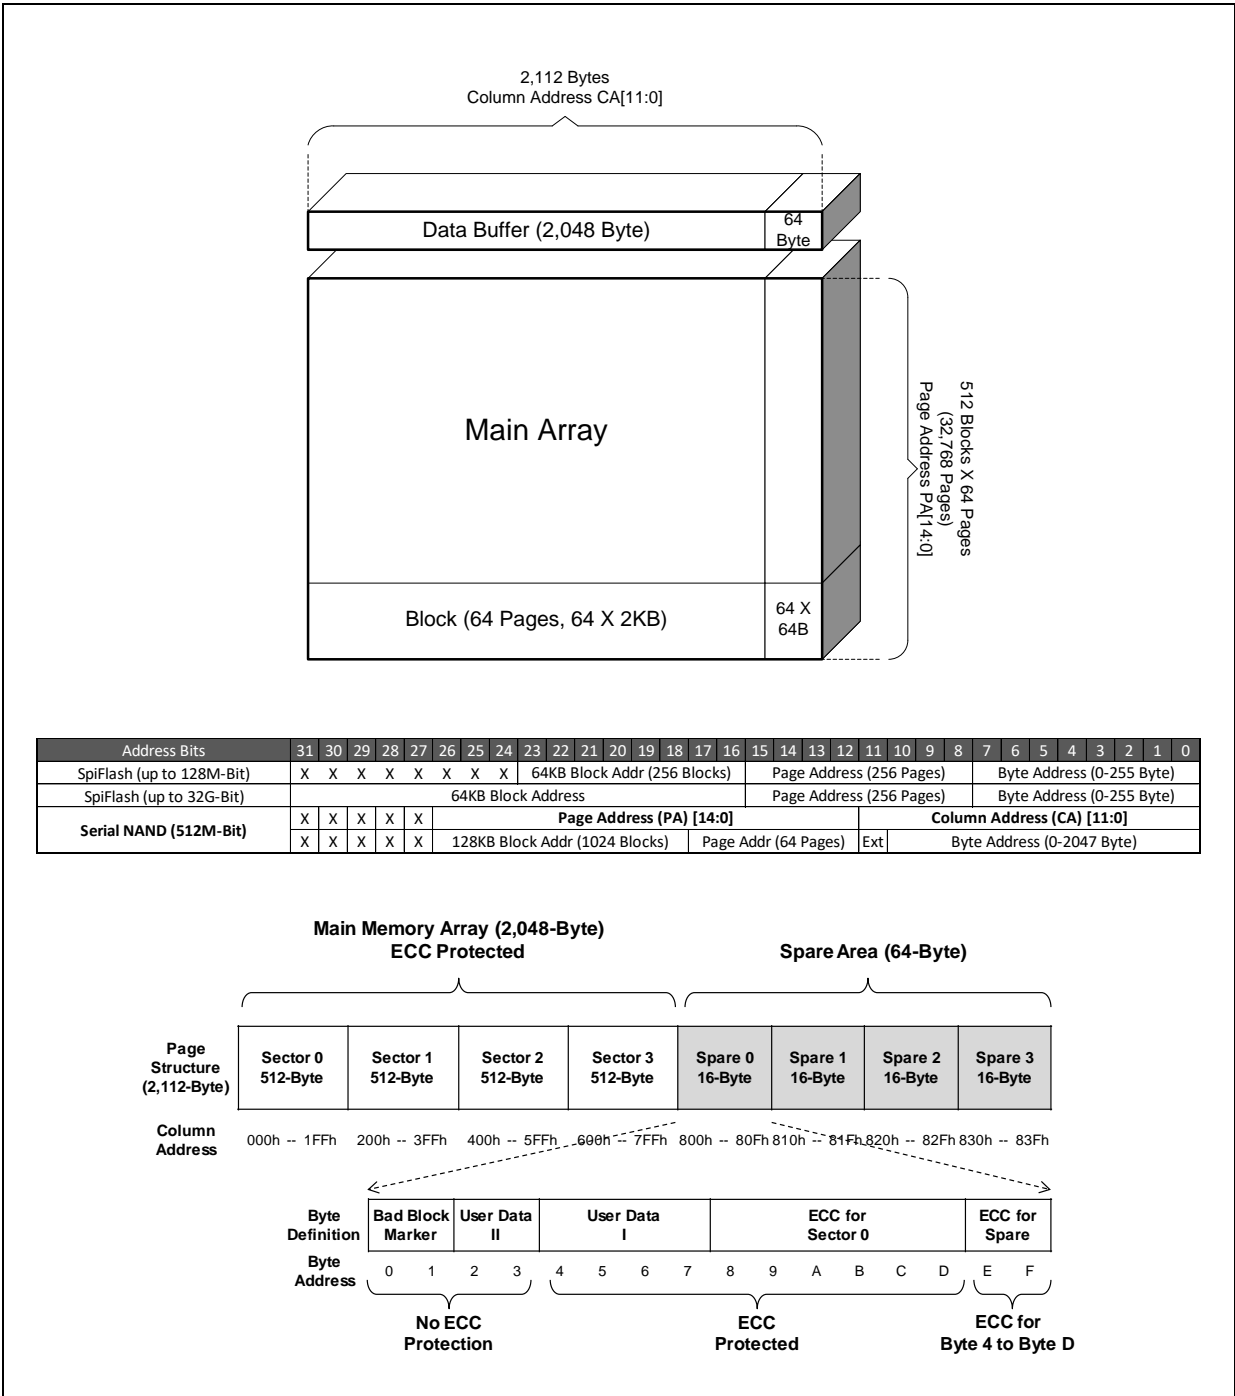 2,112 Bytes
Column Address CA[11:0]
Data Buffer (2,048 Byte)
64
Byte
Main Array
512 Blocks X 64 Pages
(32,768 Pages)
Page Address PA[14:0]
Block (64 Pages, 64 X 2KB)
64 X
64B
Address Bits 31 30 29 28 27 26 25 24 23 22 21 20 19 18 17 16 15 14 13 12 11 10 9 8 7 6 5 4 3 2 1 0
SpiFlash (up to 128M-Bit) X X X X X X X X 64KB Block Addr (256 Blocks) Page Address (256 Pages) Byte Address (0-255 Byte)
SpiFlash (up to 32G-Bit) 64KB Block Address Page Address (256 Pages) Byte Address (0-255 Byte)
Serial NAND (512M-Bit) X X X X X Page Address (PA) [14:0] Column Address (CA) [11:0]
X X X X X 128KB Block Addr (1024 Blocks) Page Addr (64 Pages) Ext Byte Address (0-2047 Byte)
Main Memory Array (2,048-Byte)
ECC Protected
Spare Area (64-Byte)
Page
Structure
(2,112-Byte)
Sector 0
512-Byte
Sector 1
512-Byte
Sector 2
512-Byte
Sector 3
512-Byte
Spare 0
16-Byte
Spare 1
16-Byte
Spare 2
16-Byte
Spare 3
16-Byte
Column
Address
000h -- 1FFh 200h -- 3FFh 400h -- 5FFh 600h -- 7FFh 800h -- 80Fh 810h -- 81Fh 820h -- 82Fh 830h -- 83Fh
Byte
Definition
Bad Block
Marker
User Data
II
User Data
I
ECC for
Sector 0
ECC for
Spare
Byte
Address
0 1 2 3 4 5 6 7 8 9 A B C D E F
No ECC
Protection
ECC
Protected
ECC for
Byte 4 to Byte D